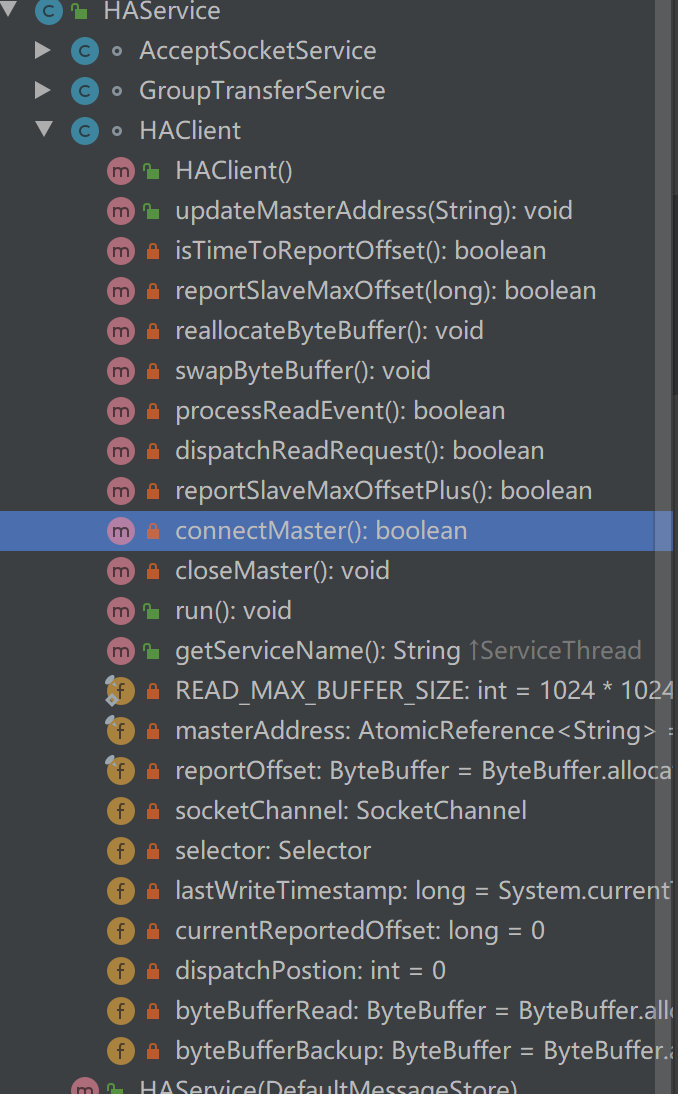 HAService
AcceptSocketService
GroupTransferService
HAClient
HAClient()
updateMasterAddress(String): void
isTimeToReportOffset(): boolean
reportSlaveMaxOffset(long): boolean
reallocateByteBuffer(): void
swapByteBuffer(): void
processReadEvent(): boolean
dispatchReadRequest(): boolean
reportSlaveMaxOffsetPlus(): boolean
connectMaster(): boolean
closeMaster(): void
run(): void
getServiceName(): String ↑ServiceThread
READ_MAX_BUFFER_SIZE: int = 1024 * 1024
masterAddress: AtomicReference<String> =
reportOffset: ByteBuffer = ByteBuffer.alloca
socketChannel: SocketChannel
selector: Selector
lastWriteTimestamp: long = System.current
currentReportedOffset: long = 0
dispatchPostion: int = 0
byteBufferRead: ByteBuffer = ByteBuffer.all
byteBufferBackup: ByteBuffer = ByteBuffer.a
HAService(DefaultMessageStore)